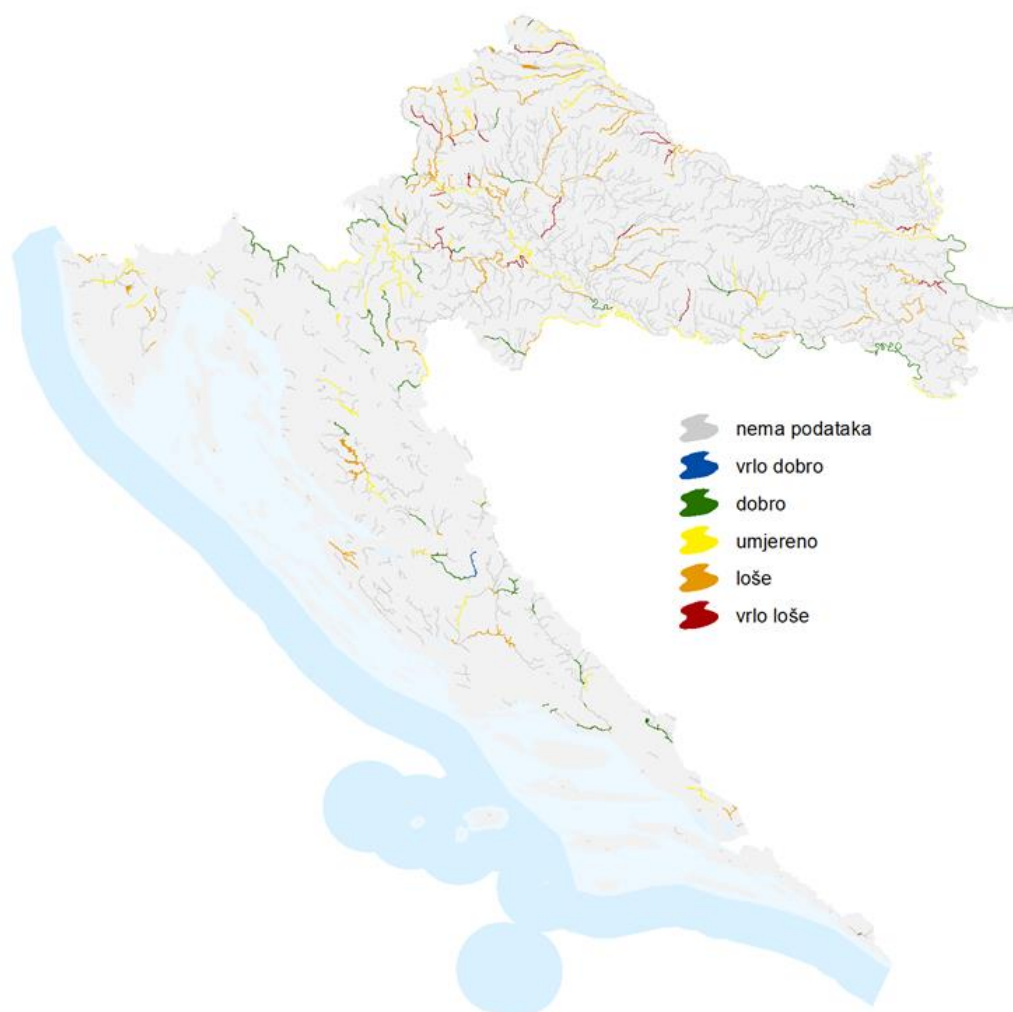 nema podataka
vrlo dobro
dobro
umjereno
loše
vrlo loše